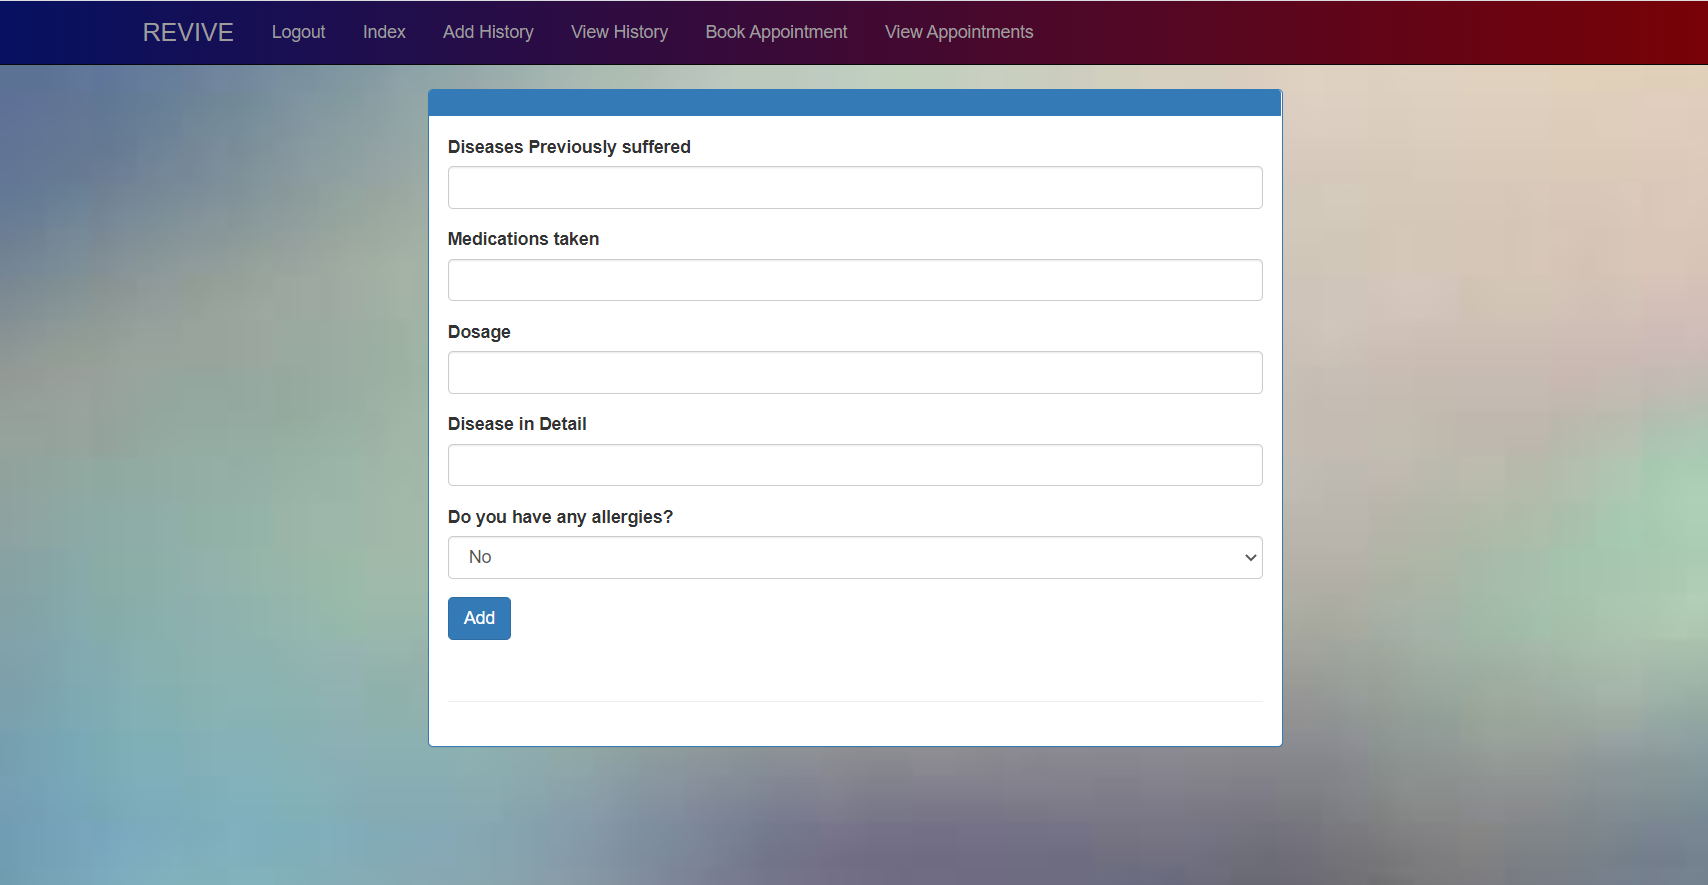 REVIVE Logout Index Add History View History Book Appointment View Appointments
Diseases Previously suffered
Medications taken
Dosage
Disease in Detail
Do you have any allergies?
No
Add